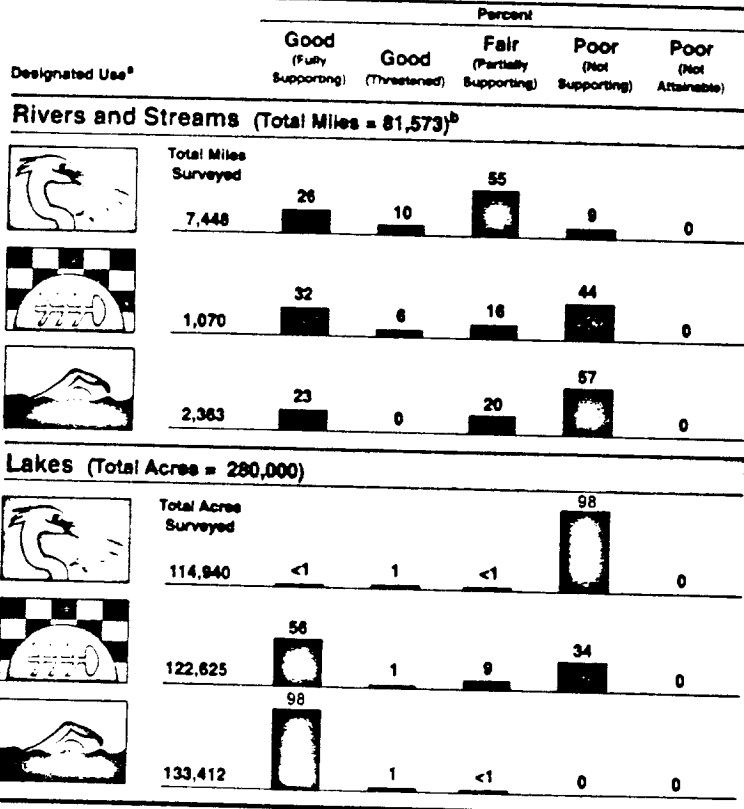 Percent
Designated Useª
Good (Fully Supporting)
Good (Threatened)
Fair (Partially Supporting)
Poor (Not Supporting)
Poor (Not Attainable)
Rivers and Streams (Total Miles = 81,573)ᵇ
Total Miles Surveyed
7,448 26 10 55 9 0
1,070 32 6 16 44 0
2,363 23 0 20 57 0
Lakes (Total Acres = 280,000)
Total Acres Surveyed
114,940 <1 1 <1 98 0
122,625 56 1 9 34 0
133,412 98 1 <1 0 0